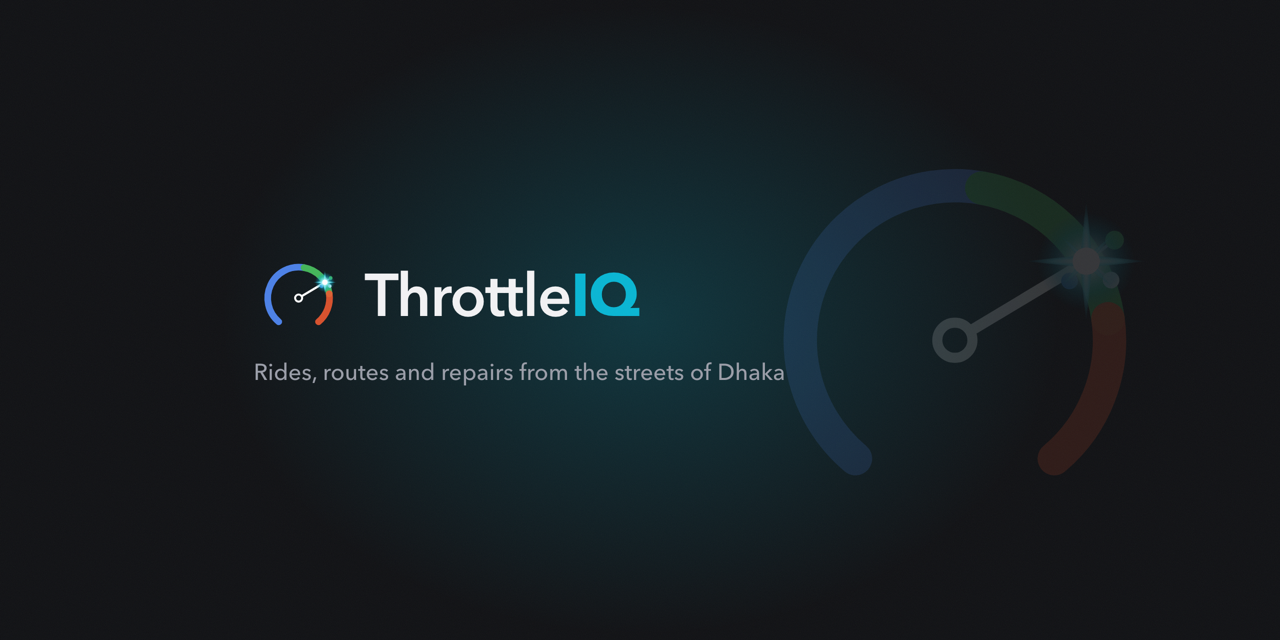 ThrottleIQ
Rides, routes and repairs from the streets of Dhaka